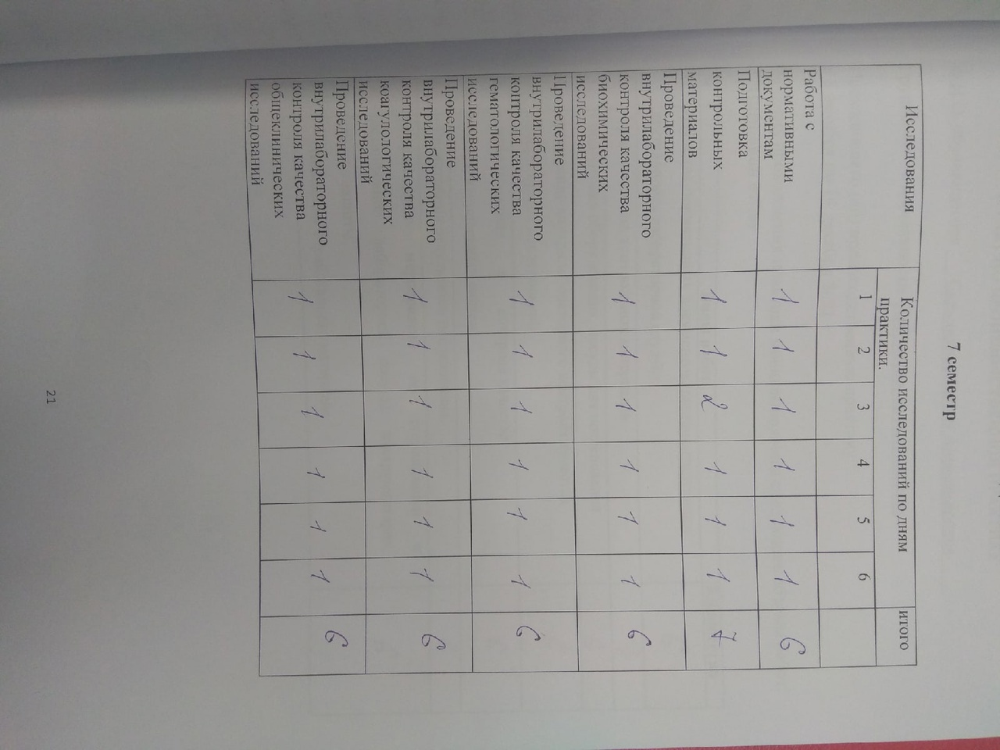 7 семестр
Исследования
Количество исследований по дням
практики.
итого
1 2 3 4 5 6
Работа с
нормативными
документам
1 1 1 1 1 1 6
Подготовка
контрольных
материалов
1 1 2 1 1 1 7
Проведение
внутрилабораторного
контроля качества
биохимических
исследований
1 1 1 1 1 1 6
Проведение
внутрилабораторного
контроля качества
гематологических
исследований
1 1 1 1 1 1 6
Проведение
внутрилабораторного
контроля качества
коагулологических
исследований
1 1 1 1 1 1 6
Проведение
внутрилабораторного
контроля качества
общеклинических
исследований
1 1 1 1 1 1 6
21